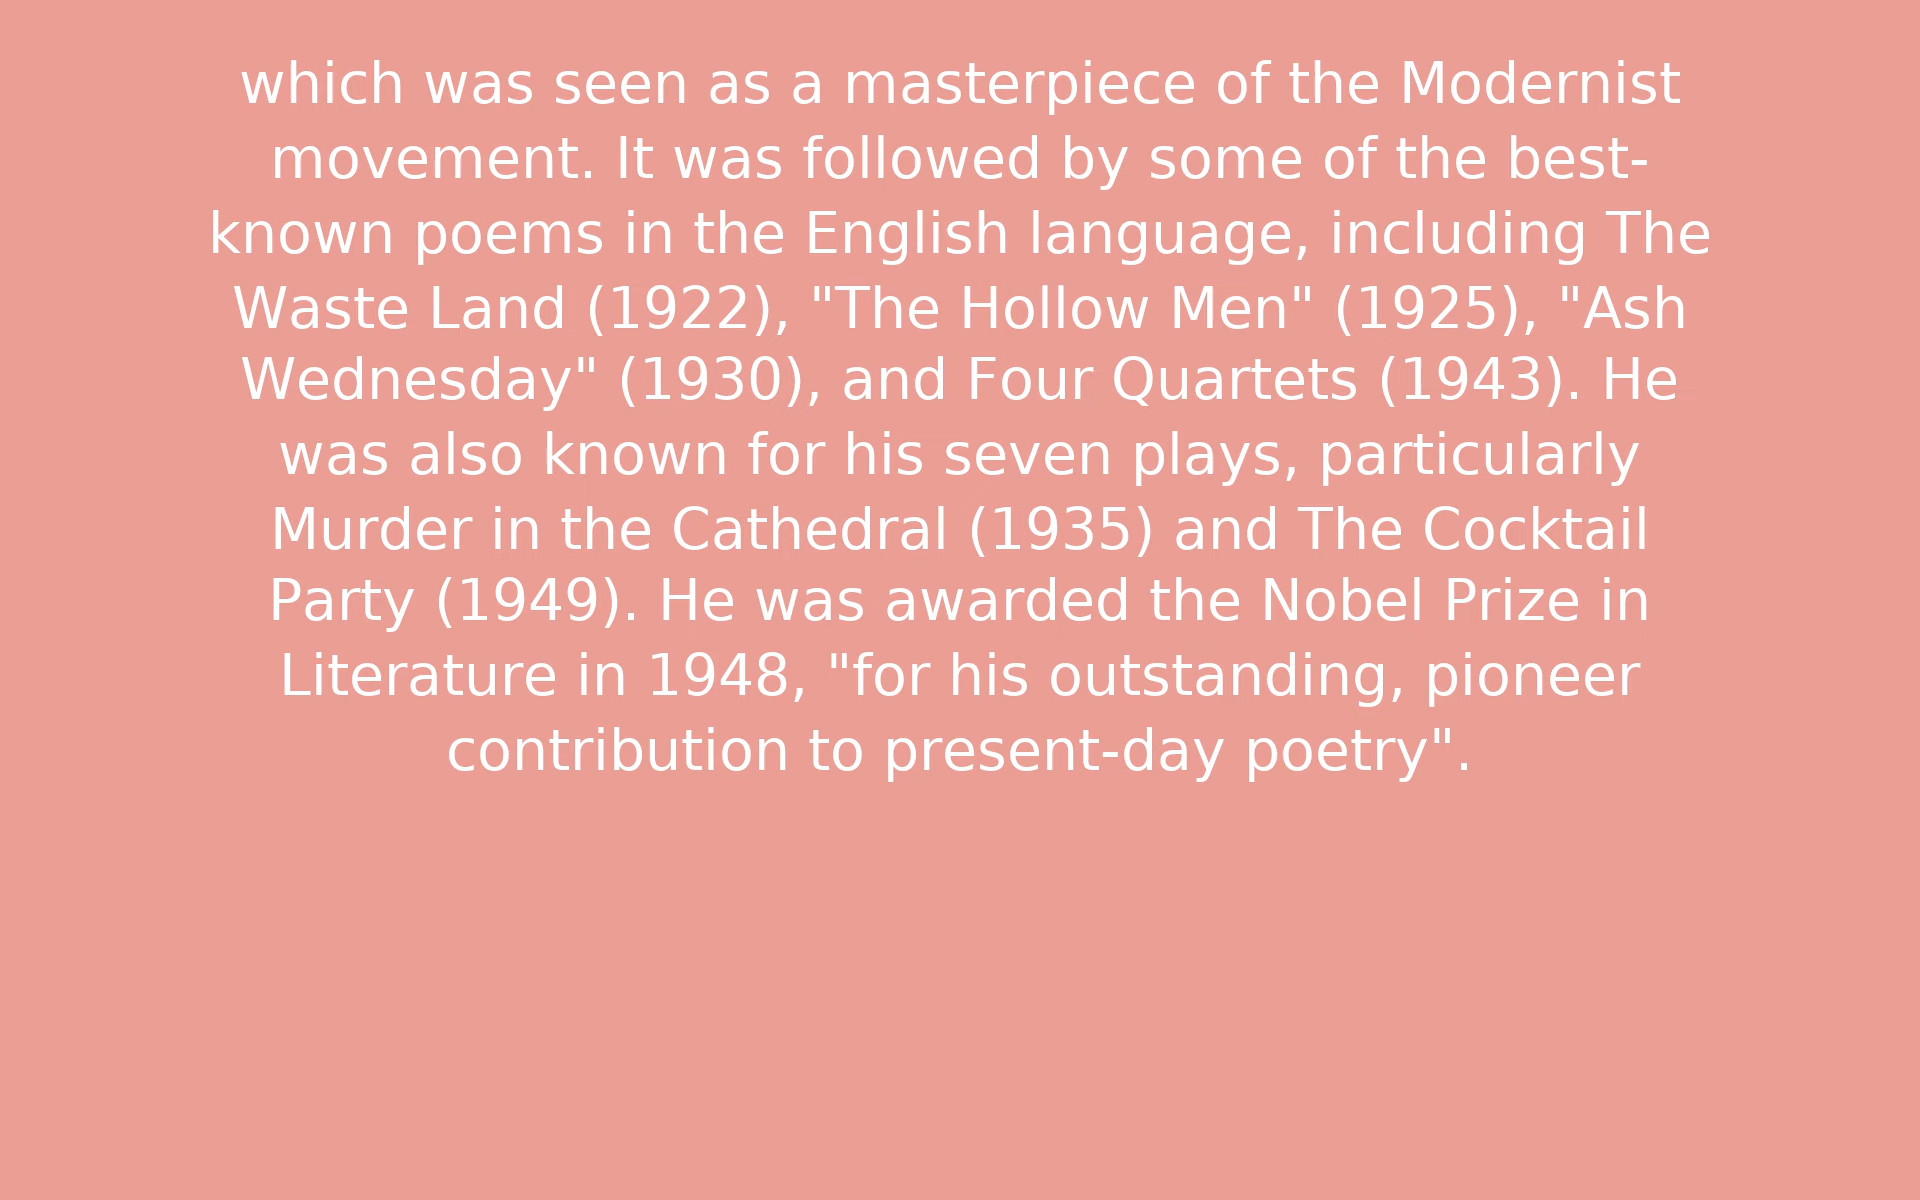 which was seen as a masterpiece of the Modernist
movement. It was followed by some of the best-
known poems in the English language, including The
Waste Land (1922), "The Hollow Men" (1925), "Ash
Wednesday" (1930), and Four Quartets (1943). He
was also known for his seven plays, particularly
Murder in the Cathedral (1935) and The Cocktail
Party (1949). He was awarded the Nobel Prize in
Literature in 1948, "for his outstanding, pioneer
contribution to present-day poetry".